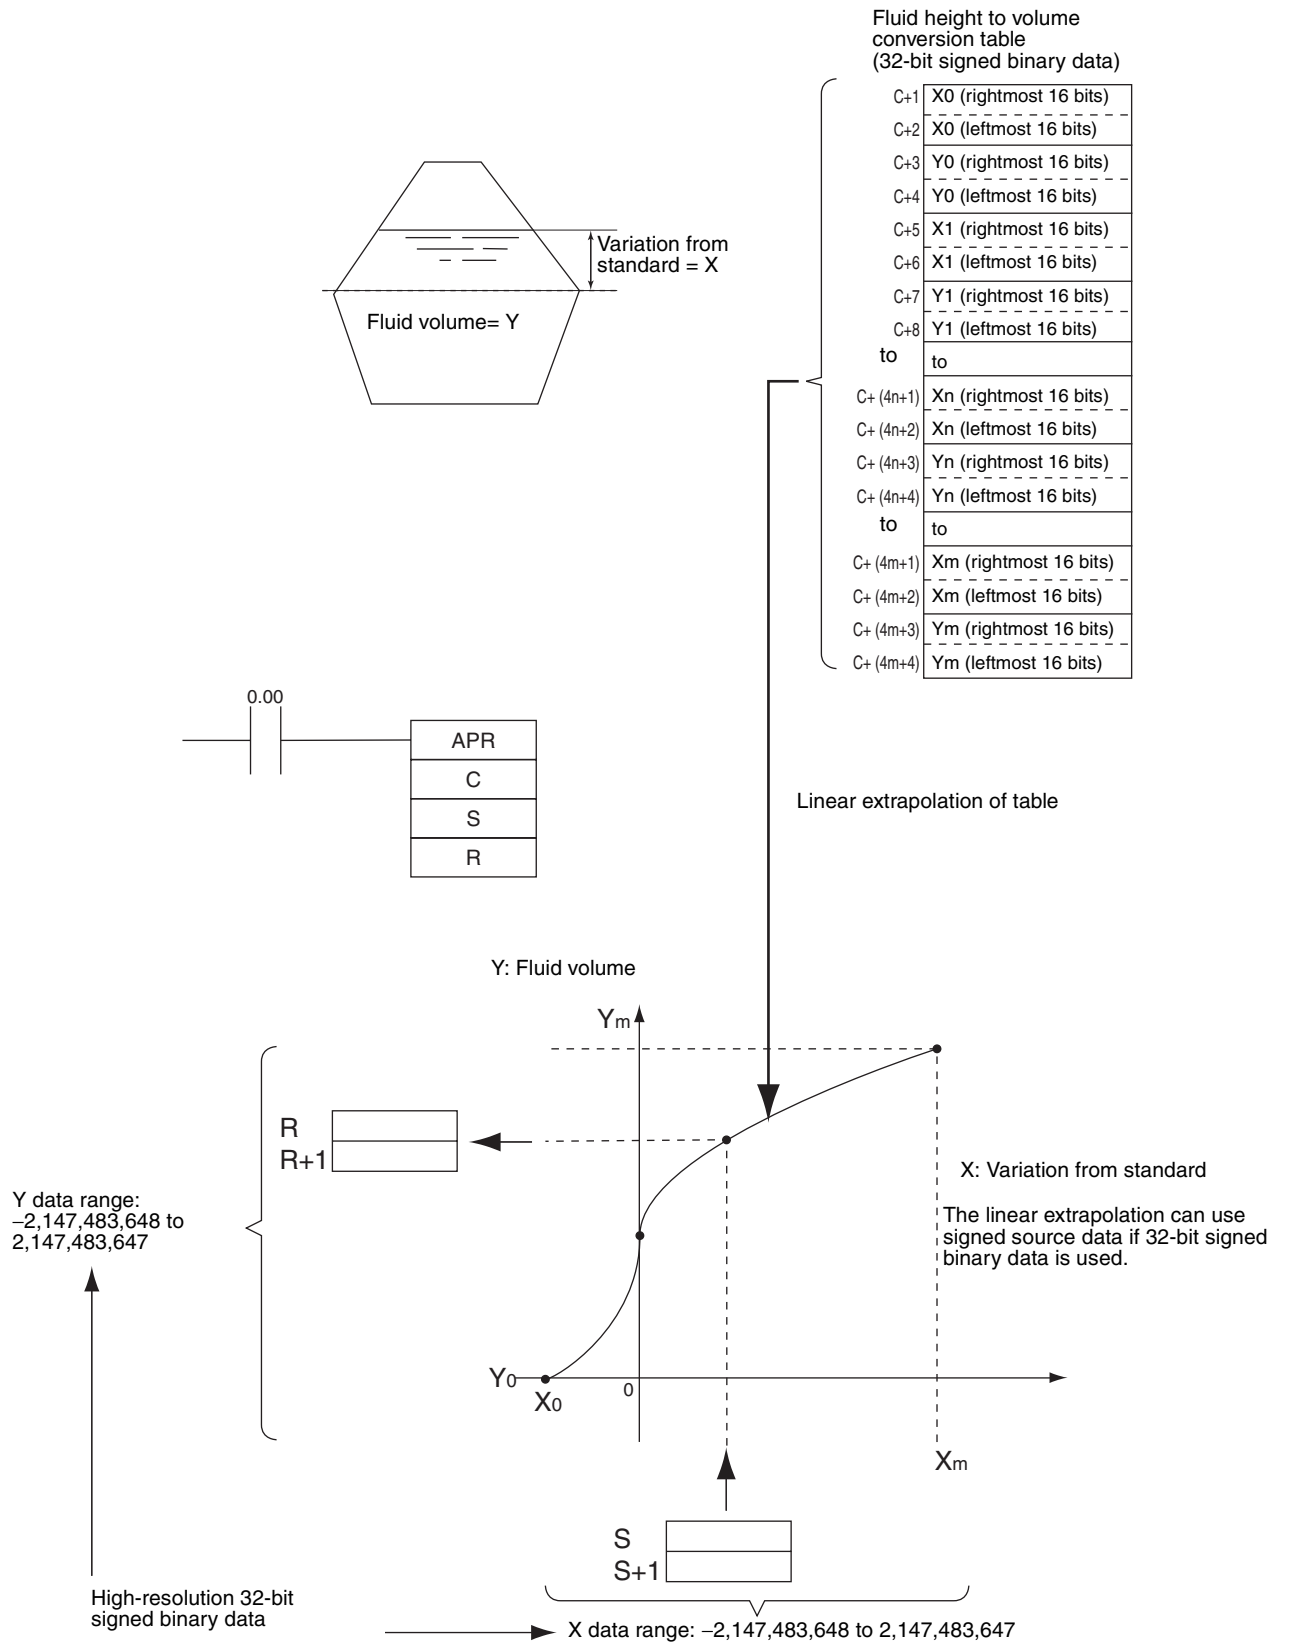 Fluid height to volume
conversion table
(32-bit signed binary data)
C+1 X0 (rightmost 16 bits)
C+2 X0 (leftmost 16 bits)
C+3 Y0 (rightmost 16 bits)
C+4 Y0 (leftmost 16 bits)
C+5 X1 (rightmost 16 bits)
C+6 X1 (leftmost 16 bits)
C+7 Y1 (rightmost 16 bits)
C+8 Y1 (leftmost 16 bits)
to to
C+ (4n+1) Xn (rightmost 16 bits)
C+ (4n+2) Xn (leftmost 16 bits)
C+ (4n+3) Yn (rightmost 16 bits)
C+ (4n+4) Yn (leftmost 16 bits)
to to
C+ (4m+1) Xm (rightmost 16 bits)
C+ (4m+2) Xm (leftmost 16 bits)
C+ (4m+3) Ym (rightmost 16 bits)
C+ (4m+4) Ym (leftmost 16 bits)
Variation from
standard = X
Fluid volume= Y
0.00
APR
C
S
R
Linear extrapolation of table
Y: Fluid volume
Ym
R
R+1
Y data range:
−2,147,483,648 to
2,147,483,647
X: Variation from standard
The linear extrapolation can use
signed source data if 32-bit signed
binary data is used.
Y0
X0
0
Xm
S
S+1
High-resolution 32-bit
signed binary data
X data range: −2,147,483,648 to 2,147,483,647